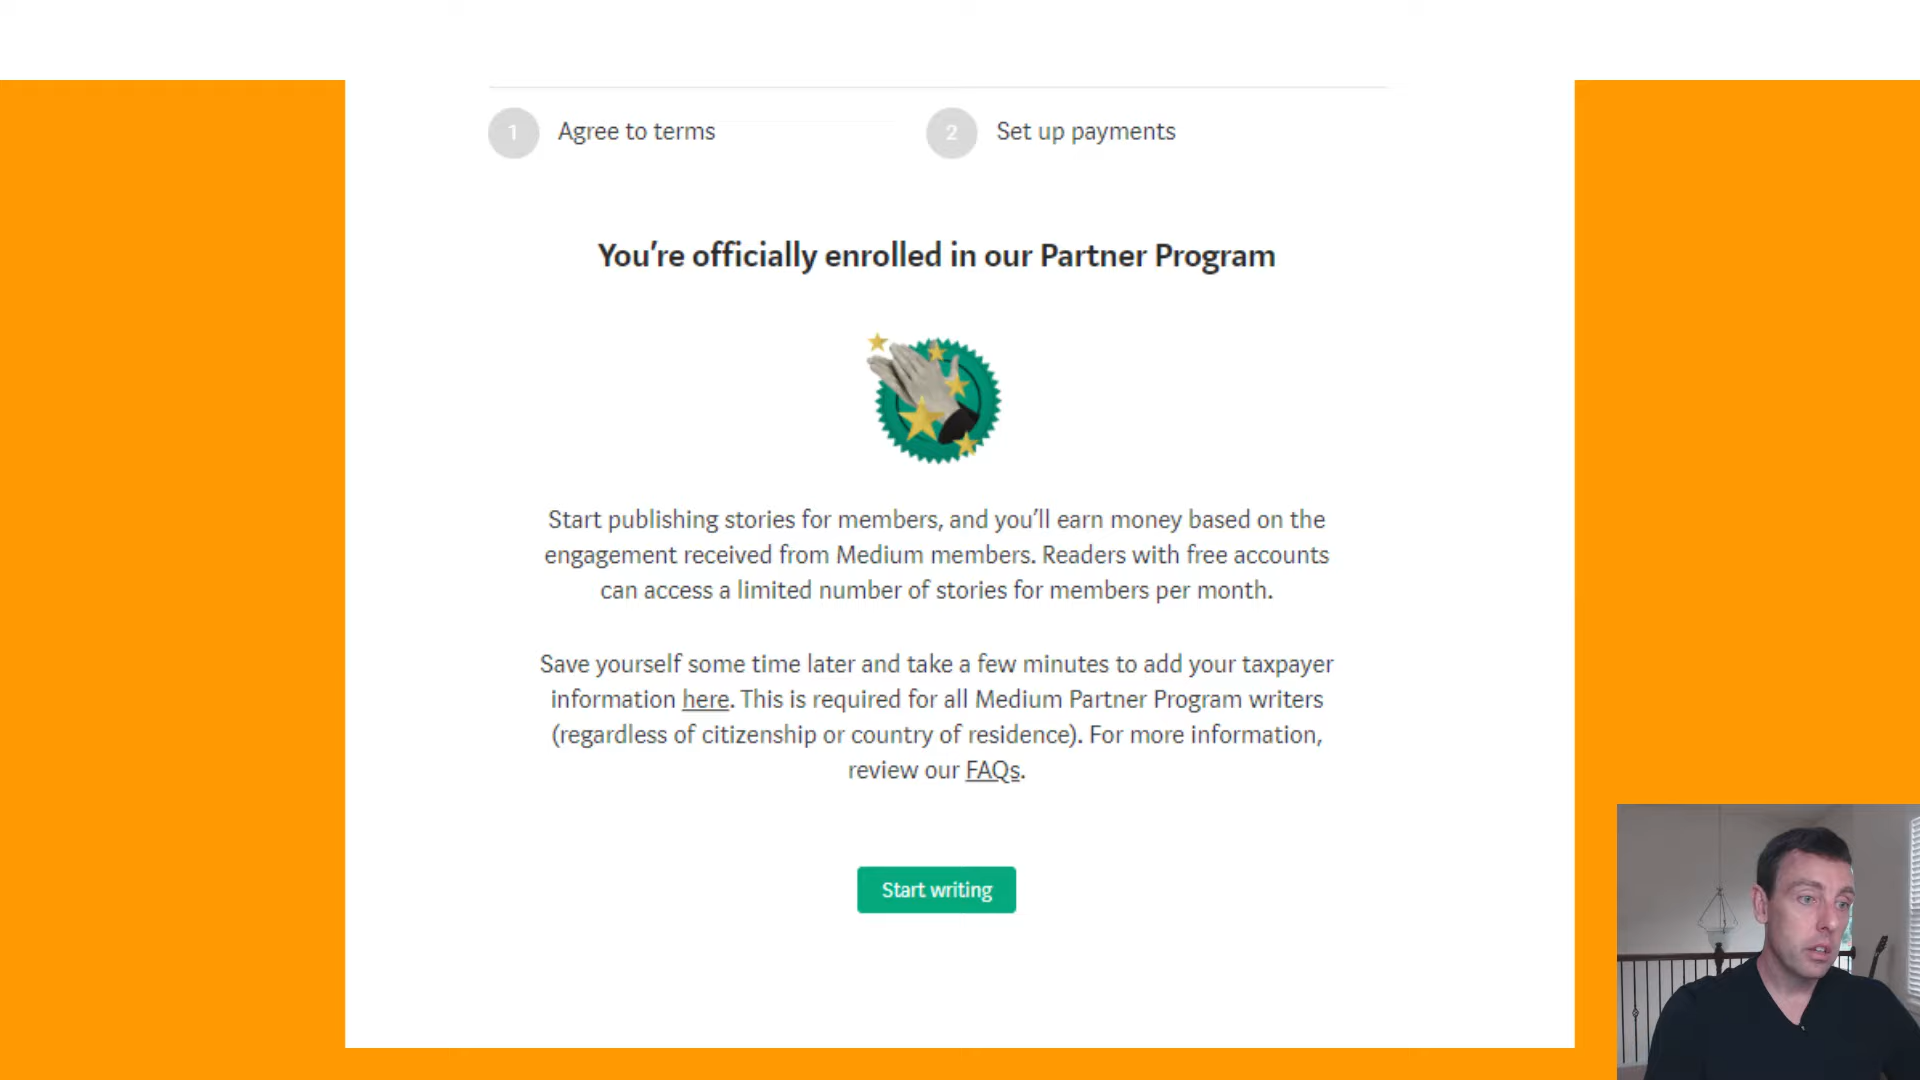 1 Agree to terms
2 Set up payments
You're officially enrolled in our Partner Program
Start publishing stories for members, and you'll earn money based on the
engagement received from Medium members. Readers with free accounts
can access a limited number of stories for members per month.
Save yourself some time later and take a few minutes to add your taxpayer
information here. This is required for all Medium Partner Program writers
(regardless of citizenship or country of residence). For more information,
review our FAQs.
Start writing